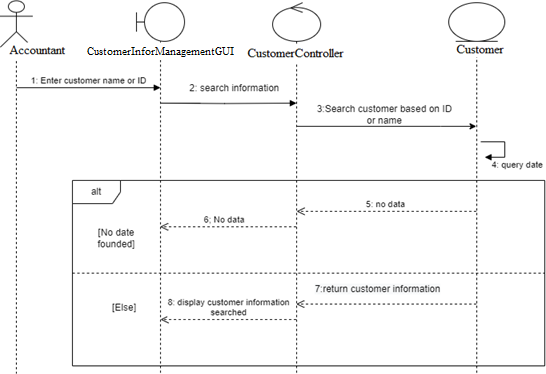 Accountant
CustomerInforManagementGUI
CustomerController
Customer
1: Enter customer name or ID
2: search information
3:Search customer based on ID
or name
4: query date
alt
5: no data
6; No data
[No date
founded]
7:return customer information
[Else]
8: display customer information
searched